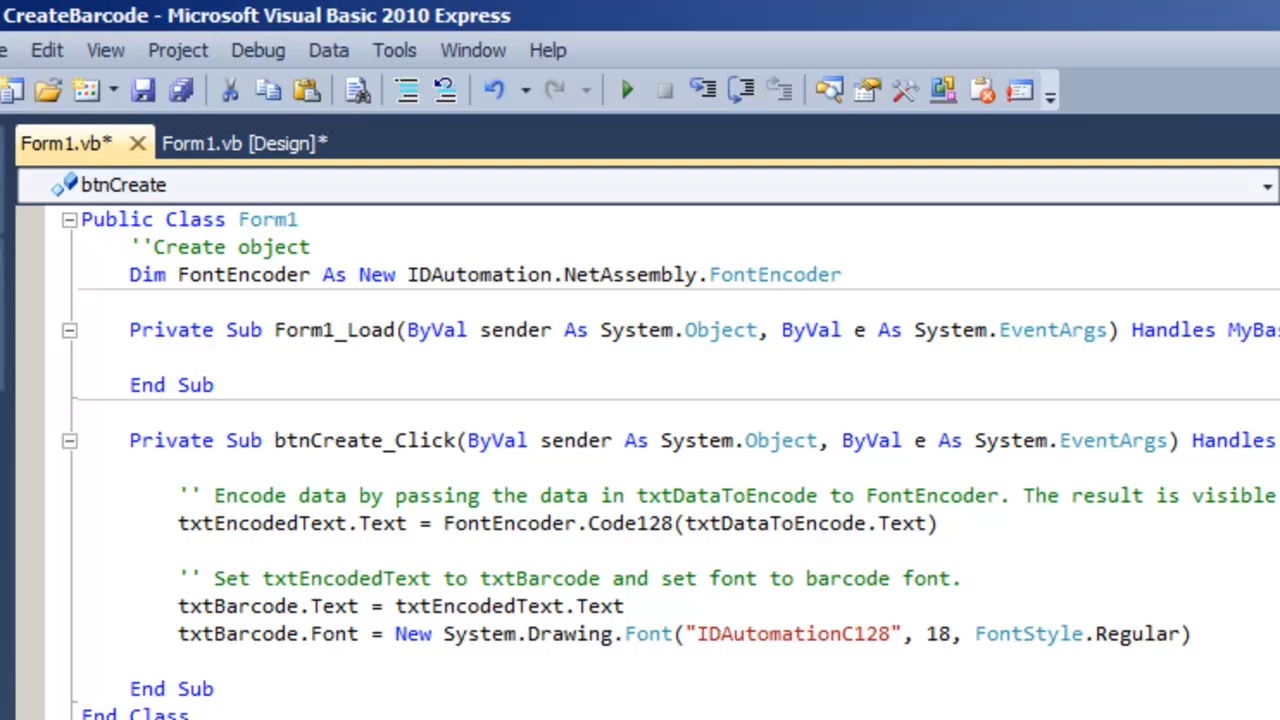 CreateBarcode - Microsoft Visual Basic 2010 Express
e Edit View Project Debug Data Tools Window Help
Form1.vb* Form1.vb [Design]*
btnCreate
Public Class Form1
''Create object
Dim FontEncoder As New IDAutomation.NetAssembly.FontEncoder
Private Sub Form1_Load(ByVal sender As System.Object, ByVal e As System.EventArgs) Handles MyBas
End Sub
Private Sub btnCreate_Click(ByVal sender As System.Object, ByVal e As System.EventArgs) Handles
'' Encode data by passing the data in txtDataToEncode to FontEncoder. The result is visible
txtEncodedText.Text = FontEncoder.Code128(txtDataToEncode.Text)
'' Set txtEncodedText to txtBarcode and set font to barcode font.
txtBarcode.Text = txtEncodedText.Text
txtBarcode.Font = New System.Drawing.Font("IDAutomationC128", 18, FontStyle.Regular)
End Sub
End Class